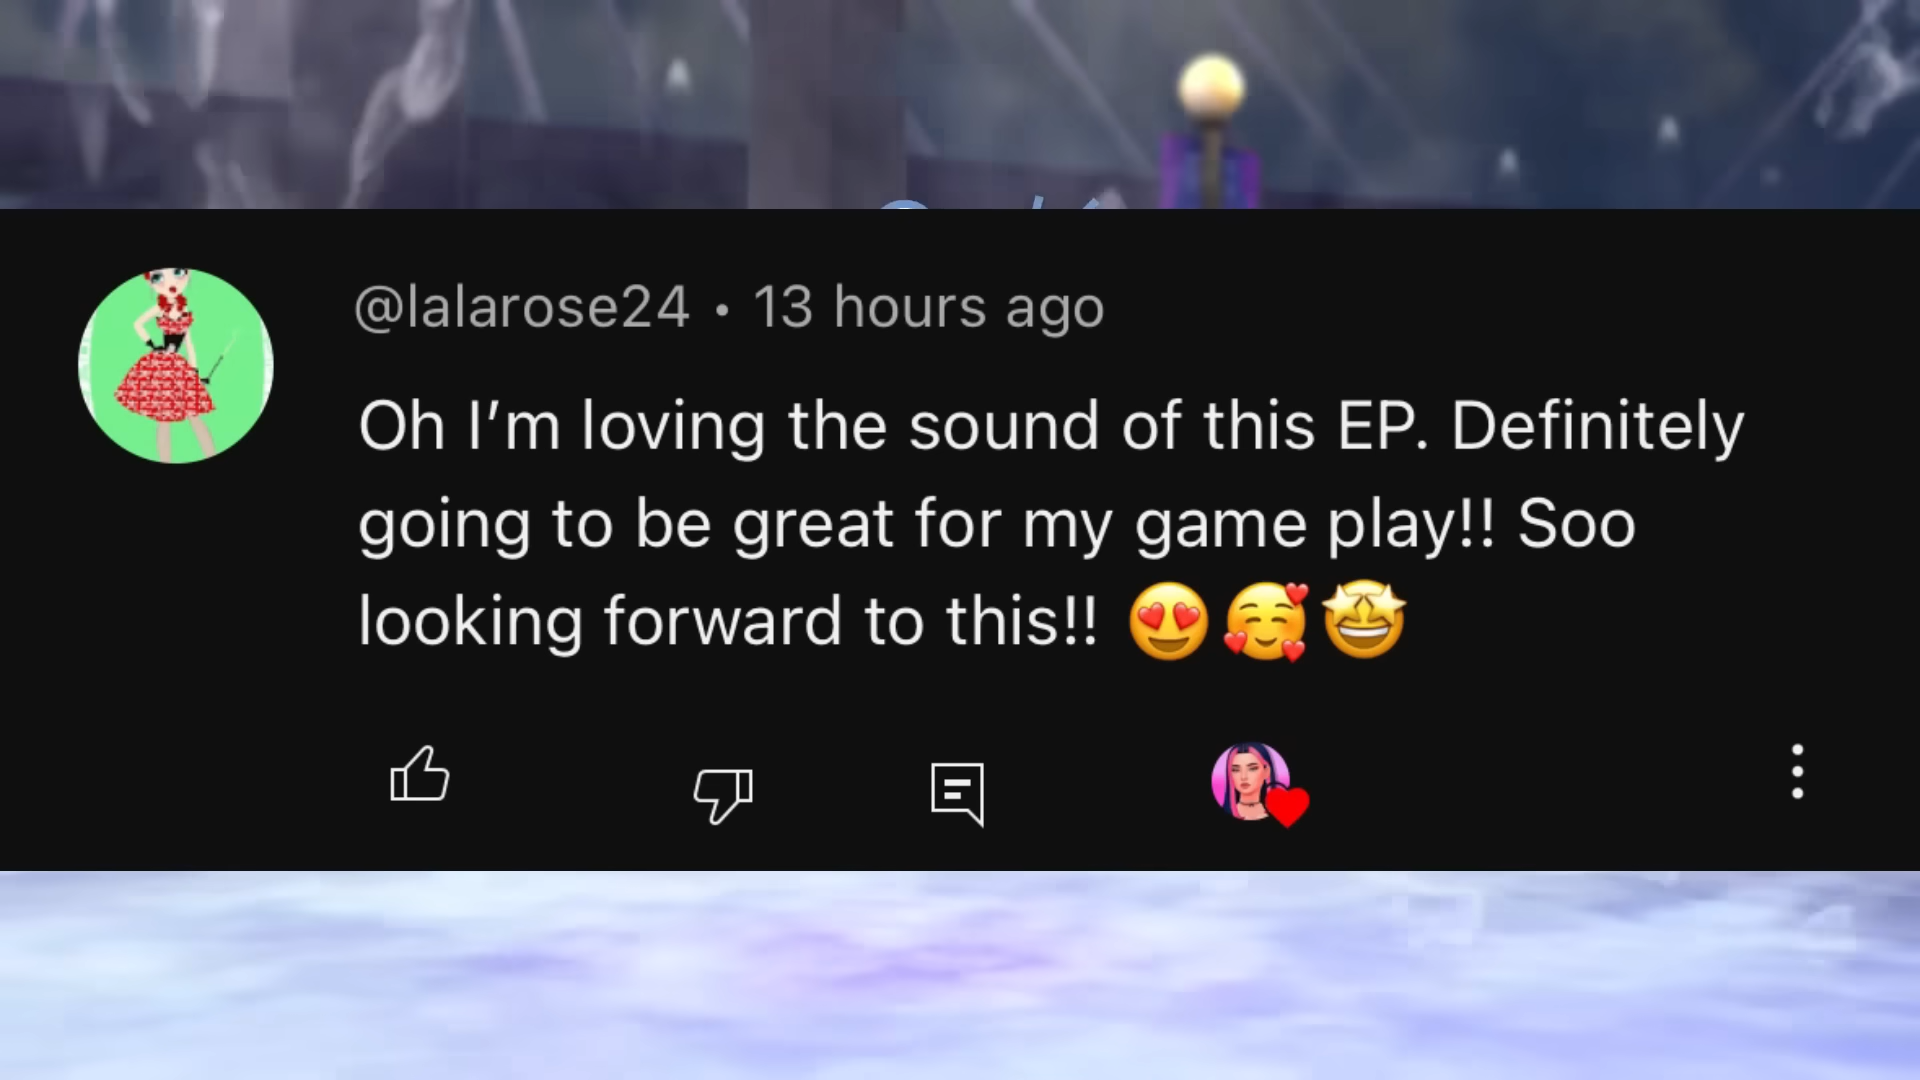 @lalarose24 • 13 hours ago
Oh I’m loving the sound of this EP. Definitely
going to be great for my game play!! Soo
looking forward to this!! 😍🥰🤩